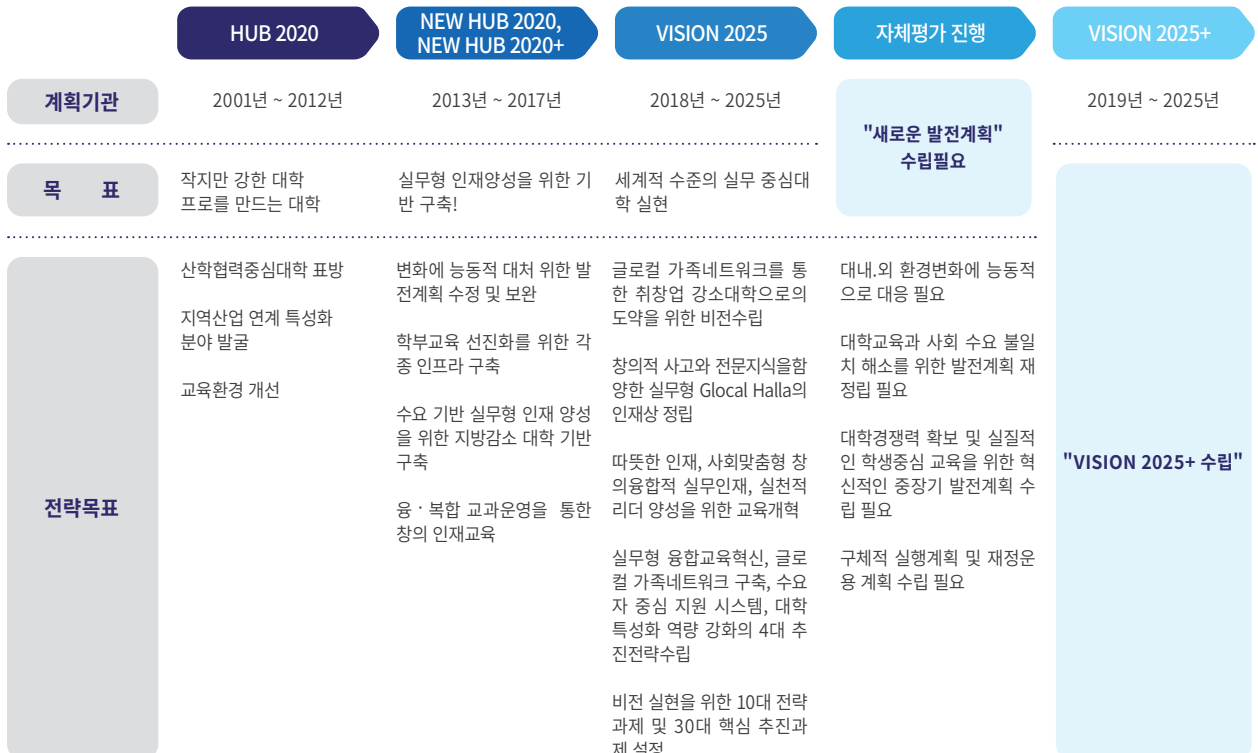 HUB 2020
NEW HUB 2020,
NEW HUB 2020+
VISION 2025
자체평가 진행
VISION 2025+
계획기관
2001년 ~ 2012년
2013년 ~ 2017년
2018년 ~ 2025년
"새로운 발전계획"
수립필요
2019년 ~ 2025년
목 표
작지만 강한 대학
프로를 만드는 대학
실무형 인재양성을 위한 기
반 구축!
세계적 수준의 실무 중심대
학 실현
전략목표
산학협력중심대학 표방
지역산업 연계 특성화
분야 발굴
교육환경 개선
변화에 능동적 대처 위한 발
전계획 수정 및 보완
학부교육 선진화를 위한 각
종 인프라 구축
수요 기반 실무형 인재 양성
을 위한 지방감소 대학 기반
구축
융 · 복합 교과운영을 통한
창의 인재교육
글로컬 가족네트워크를 통
한 취창업 강소대학으로의
도약을 위한 비전수립
창의적 사고와 전문지식을함
양한 실무형 Glocal Halla의
인재상 정립
따뜻한 인재, 사회맞춤형 창
의융합적 실무인재, 실천적
리더 양성을 위한 교육개혁
실무형 융합교육혁신, 글로
컬 가족네트워크 구축, 수요
자 중심 지원 시스템, 대학
특성화 역량 강화의 4대 추
진전략수립
비전 실현을 위한 10대 전략
과제 및 30대 핵심 추진과
제 설정
대내.외 환경변화에 능동적
으로 대응 필요
대학교육과 사회 수요 불일
치 해소를 위한 발전계획 재
정립 필요
대학경쟁력 확보 및 실질적
인 학생중심 교육을 위한 혁
신적인 중장기 발전계획 수
립 필요
구체적 실행계획 및 재정운
용 계획 수립 필요
"VISION 2025+ 수립"